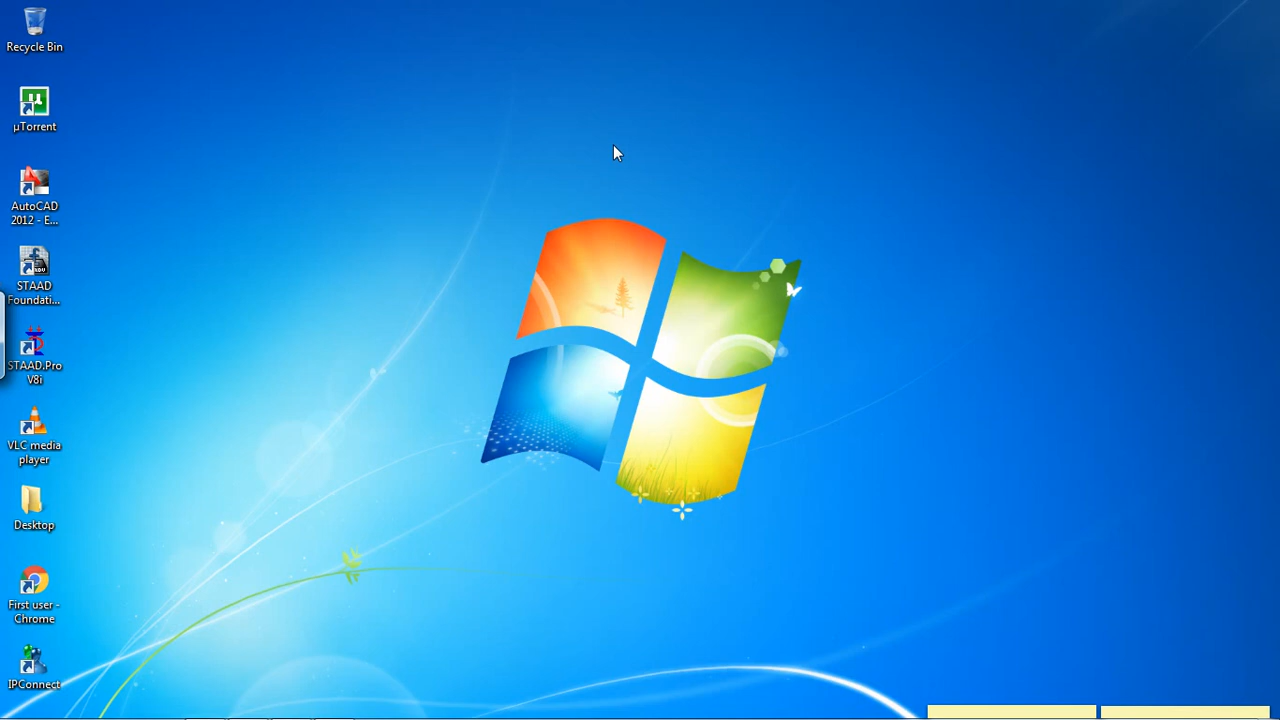 Recycle Bin
µTorrent
AutoCAD
2012 - E...
STAAD
Foundati...
STAAD.Pro
V8i
VLC media
player
Desktop
First user -
Chrome
IPConnect